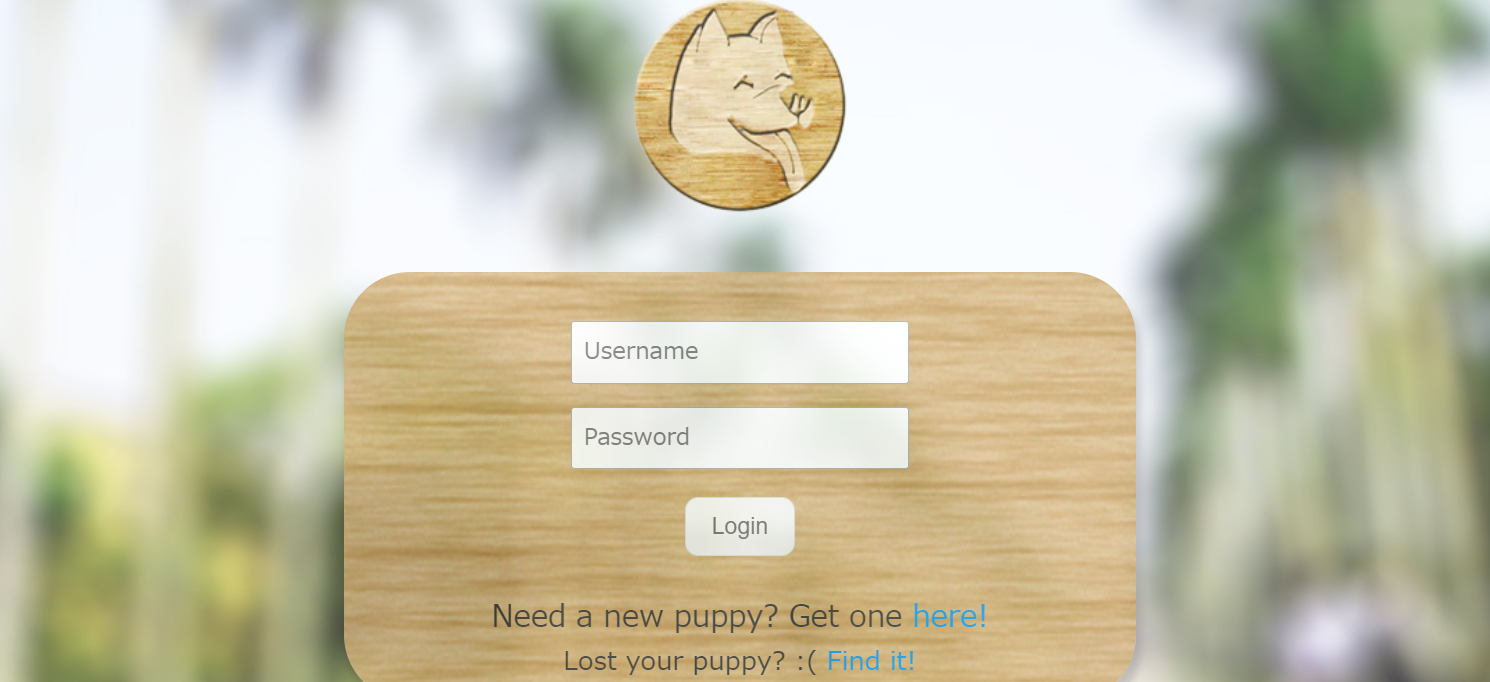 Username
Password
Login
Need a new puppy? Get one here!
Lost your puppy? :( Find it!